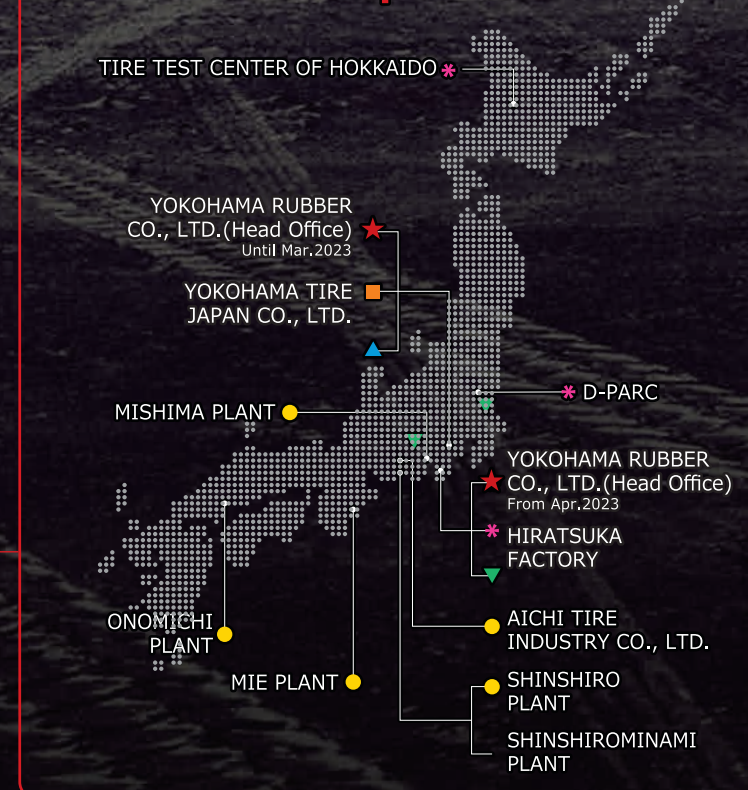 TIRE TEST CENTER OF HOKKAIDO
YOKOHAMA RUBBER
CO., LTD.(Head Office)
Until Mar.2023
YOKOHAMA TIRE
JAPAN CO., LTD.
D-PARC
MISHIMA PLANT
YOKOHAMA RUBBER
CO., LTD.(Head Office)
From Apr.2023
HIRATSUKA
FACTORY
ONOMICHI
PLANT
AICHI TIRE
INDUSTRY CO., LTD.
MIE PLANT
SHINSHIRO
PLANT
SHINSHIROMINAMI
PLANT